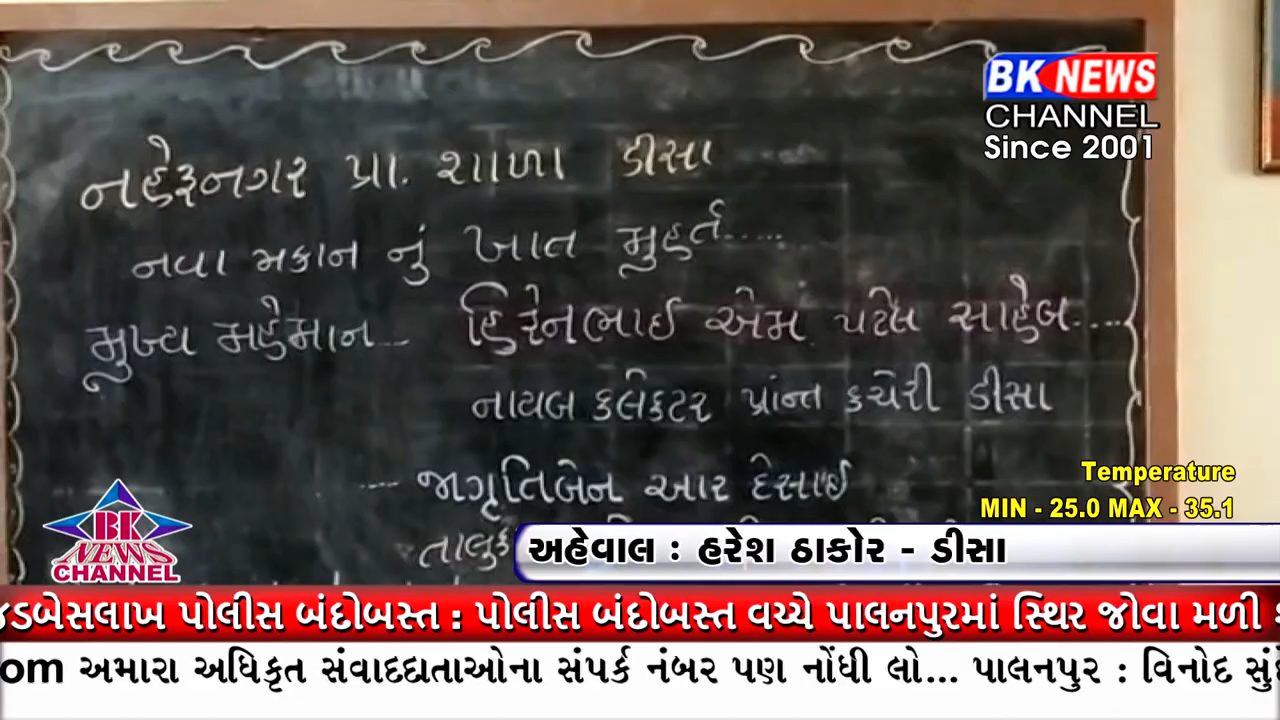 BK NEWS
CHANNEL
Since 2001
નહેરૂનગર પ્રા. શાળા ડીસા
નવા મકાન નું ખાત મુહર્ત.....
મુખ્ય મહેમાન... હિરેનભાઈ એમ. પટેલ સાહેબ....
નાયબ કલેકટર પ્રાંન્ત કચેરી ડીસા
.... જાગૃતિબેન આર દેસાઈ
Temperature
MIN - 25.0 MAX - 35.1
BK
NEWS
CHANNEL
અહેવાલ : હરેશ ઠાકોર - ડીસા
પોલીસ બંદોબસ્ત : પોલીસ બંદોબસ્ત વચ્ચે પાલનપુરમાં સ્થિર જોવા મળી
om અમારા અધિકૃત સંવાદદાતાઓના સંપર્ક નંબર પણ નોંધી લો... પાલનપુર : વિનોદ